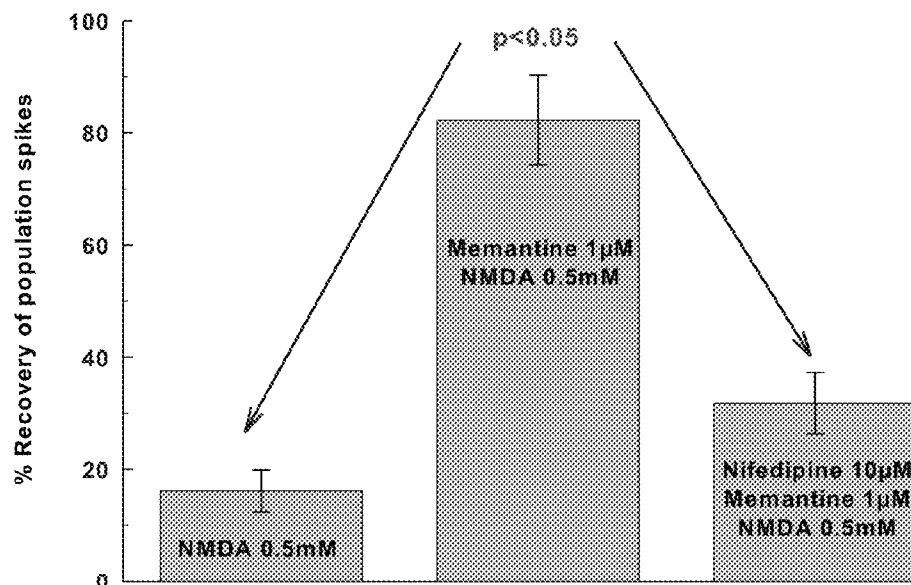 % Recovery of population spikes
100
80
60
40
20
0
p<0.05
NMDA 0.5mM
Memantine 1µM
NMDA 0.5mM
Nifedipine 10µM
Memantine 1µM
NMDA 0.5mM